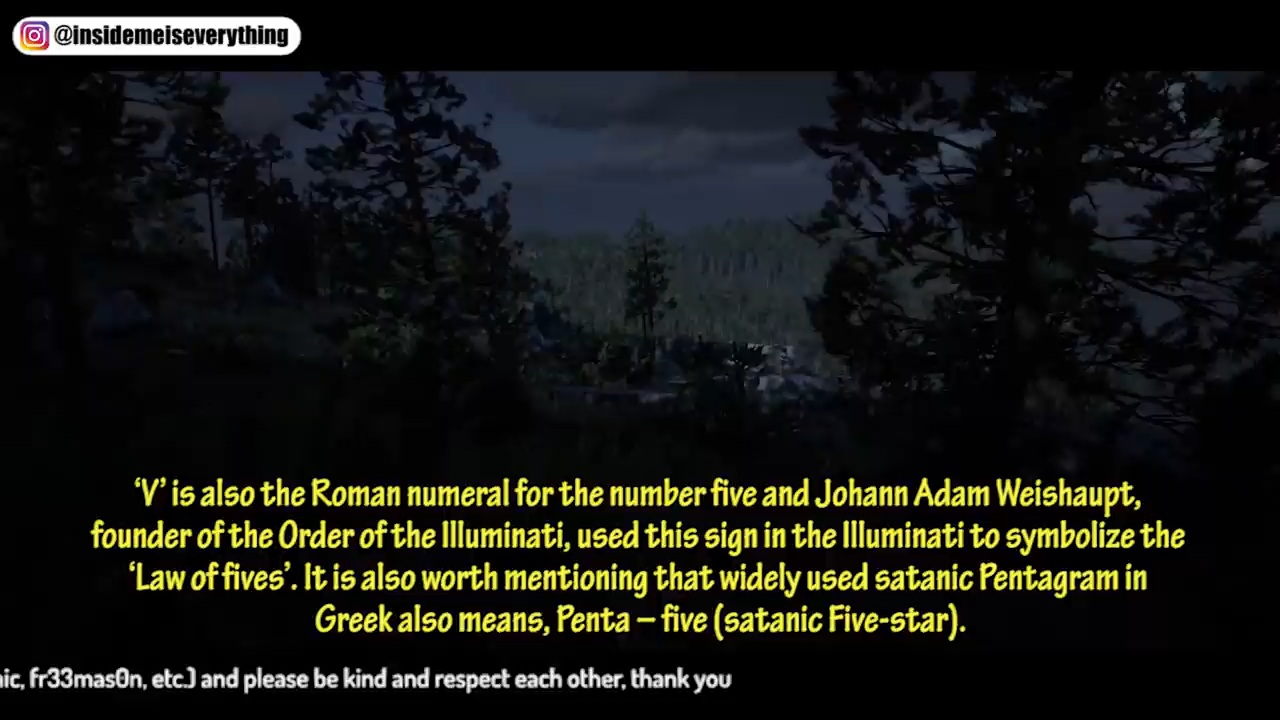 @insidemeiseverything
‘V’ is also the Roman numeral for the number five and Johann Adam Weishaupt,
founder of the Order of the Illuminati, used this sign in the Illuminati to symbolize the
‘Law of fives’. It is also worth mentioning that widely used satanic Pentagram in
Greek also means, Penta – five (satanic Five-star).
fr33mas0n, etc.) and please be kind and respect each other, thank you